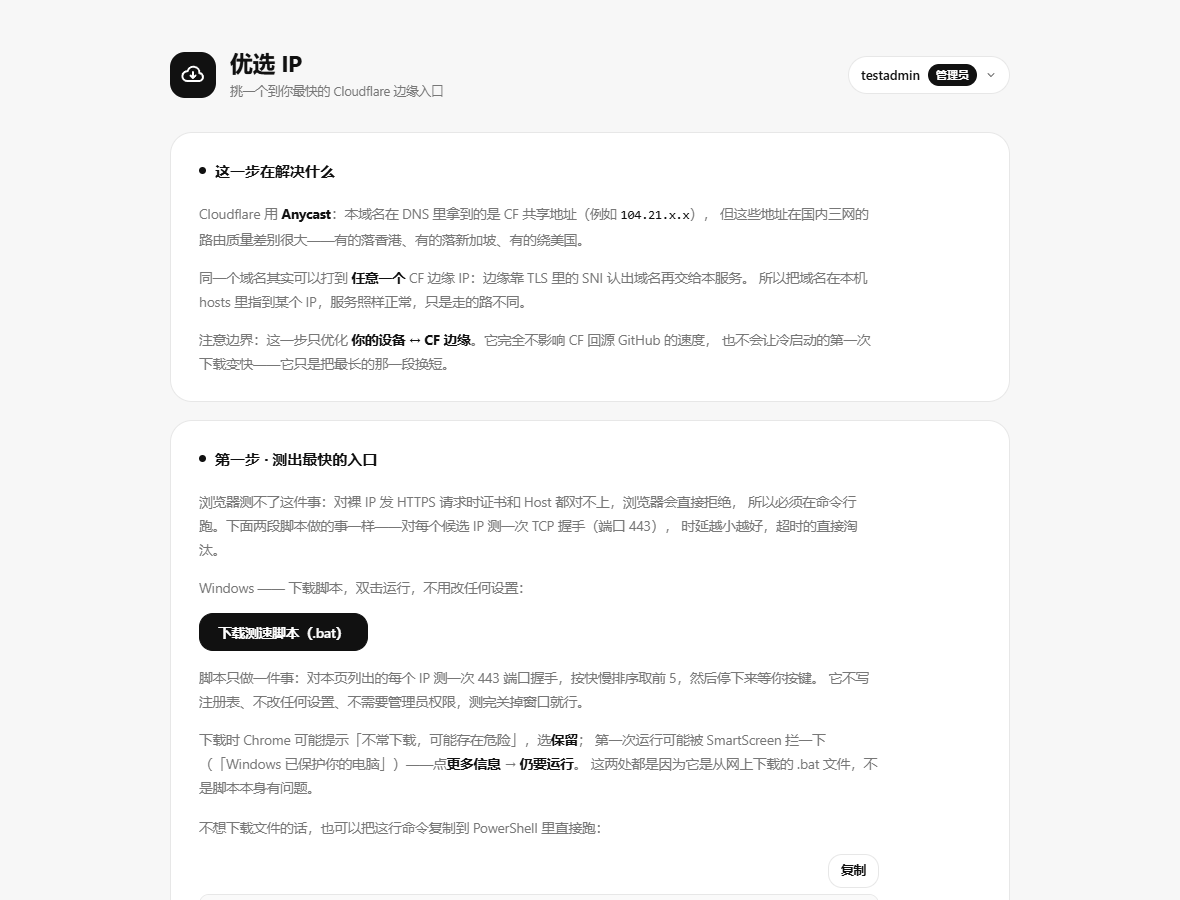 优选 IP
挑一个到你最快的 Cloudflare 边缘入口
testadmin 管理员
这一步在解决什么
Cloudflare 用 Anycast：本域名在 DNS 里拿到的是 CF 共享地址（例如 104.21.x.x）， 但这些地址在国内三网的
路由质量差别很大——有的落香港、有的落新加坡、有的绕美国。
同一个域名其实可以打到 任意一个 CF 边缘 IP：边缘靠 TLS 里的 SNI 认出域名再交给本服务。 所以把域名在本机
hosts 里指到某个 IP，服务照样正常，只是走的路不同。
注意边界：这一步只优化 你的设备 ↔ CF 边缘。它完全不影响 CF 回源 GitHub 的速度， 也不会让冷启动的第一次
下载变快——它只是把最长的那一段换短。
第一步 · 测出最快的入口
浏览器测不了这件事：对裸 IP 发 HTTPS 请求时证书和 Host 都对不上，浏览器会直接拒绝， 所以必须在命令行
跑。下面两段脚本做的事一样——对每个候选 IP 测一次 TCP 握手（端口 443）， 时延越小越好，超时的直接淘
汰。
Windows —— 下载脚本，双击运行，不用改任何设置：
下载测速脚本（.bat）
脚本只做一件事：对本页列出的每个 IP 测一次 443 端口握手，按快慢排序取前 5，然后停下来等你按键。 它不写
注册表、不改任何设置、不需要管理员权限，测完关掉窗口就行。
下载时 Chrome 可能提示「不常下载，可能存在危险」，选保留； 第一次运行可能被 SmartScreen 拦一下
（「Windows 已保护你的电脑」）——点更多信息 → 仍要运行。 这两处都是因为它是从网上下载的 .bat 文件，不
是脚本本身有问题。
不想下载文件的话，也可以把这行命令复制到 PowerShell 里直接跑：
复制